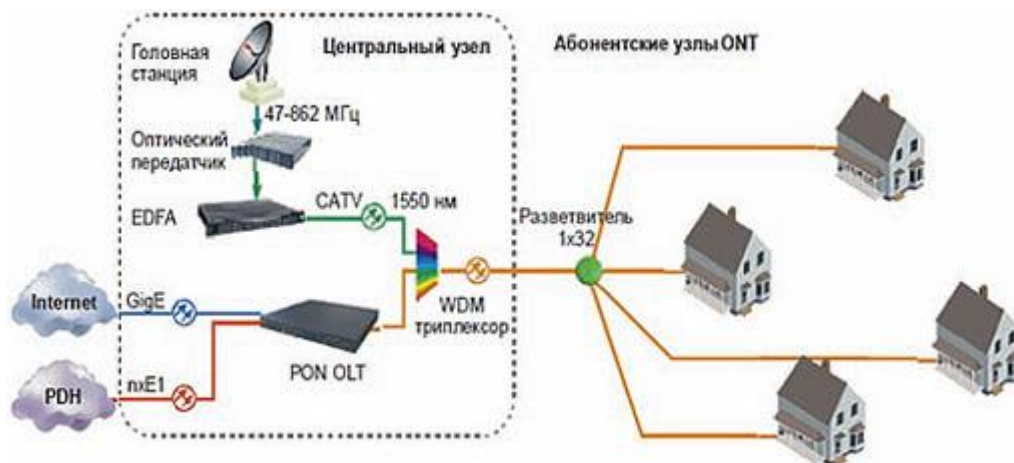 Головная
станция
Центральный узел
Абонентские узлы ONT
47-862 МГц
Оптический
передатчик
EDFA
CATV
1550 нм
Разветвитель
1x32
Internet
GigE
WDM
триплексор
PON OLT
PDH
nxE1